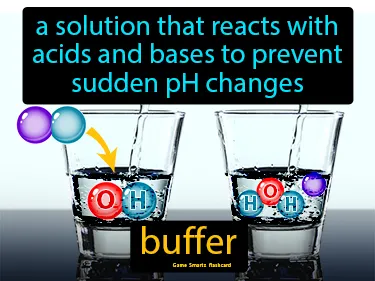 a solution that reacts with
acids and bases to prevent
sudden pH changes
O H
H O H
buffer
Game Smartz flashcard